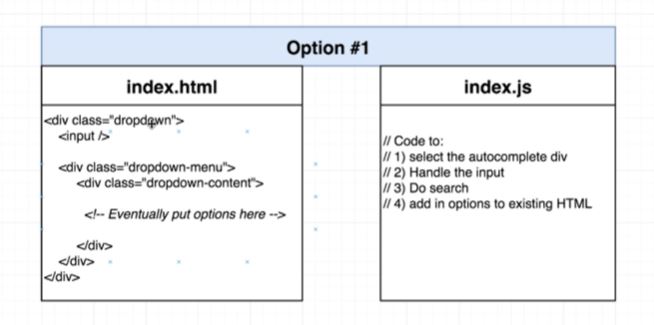 Option #1
index.html
<div class="dropdown">
<input />
<div class="dropdown-menu">
<div class="dropdown-content">
<!-- Eventually put options here -->
</div>
</div>
</div>
index.js
// Code to:
// 1) select the autocomplete div
// 2) Handle the input
// 3) Do search
// 4) add in options to existing HTML